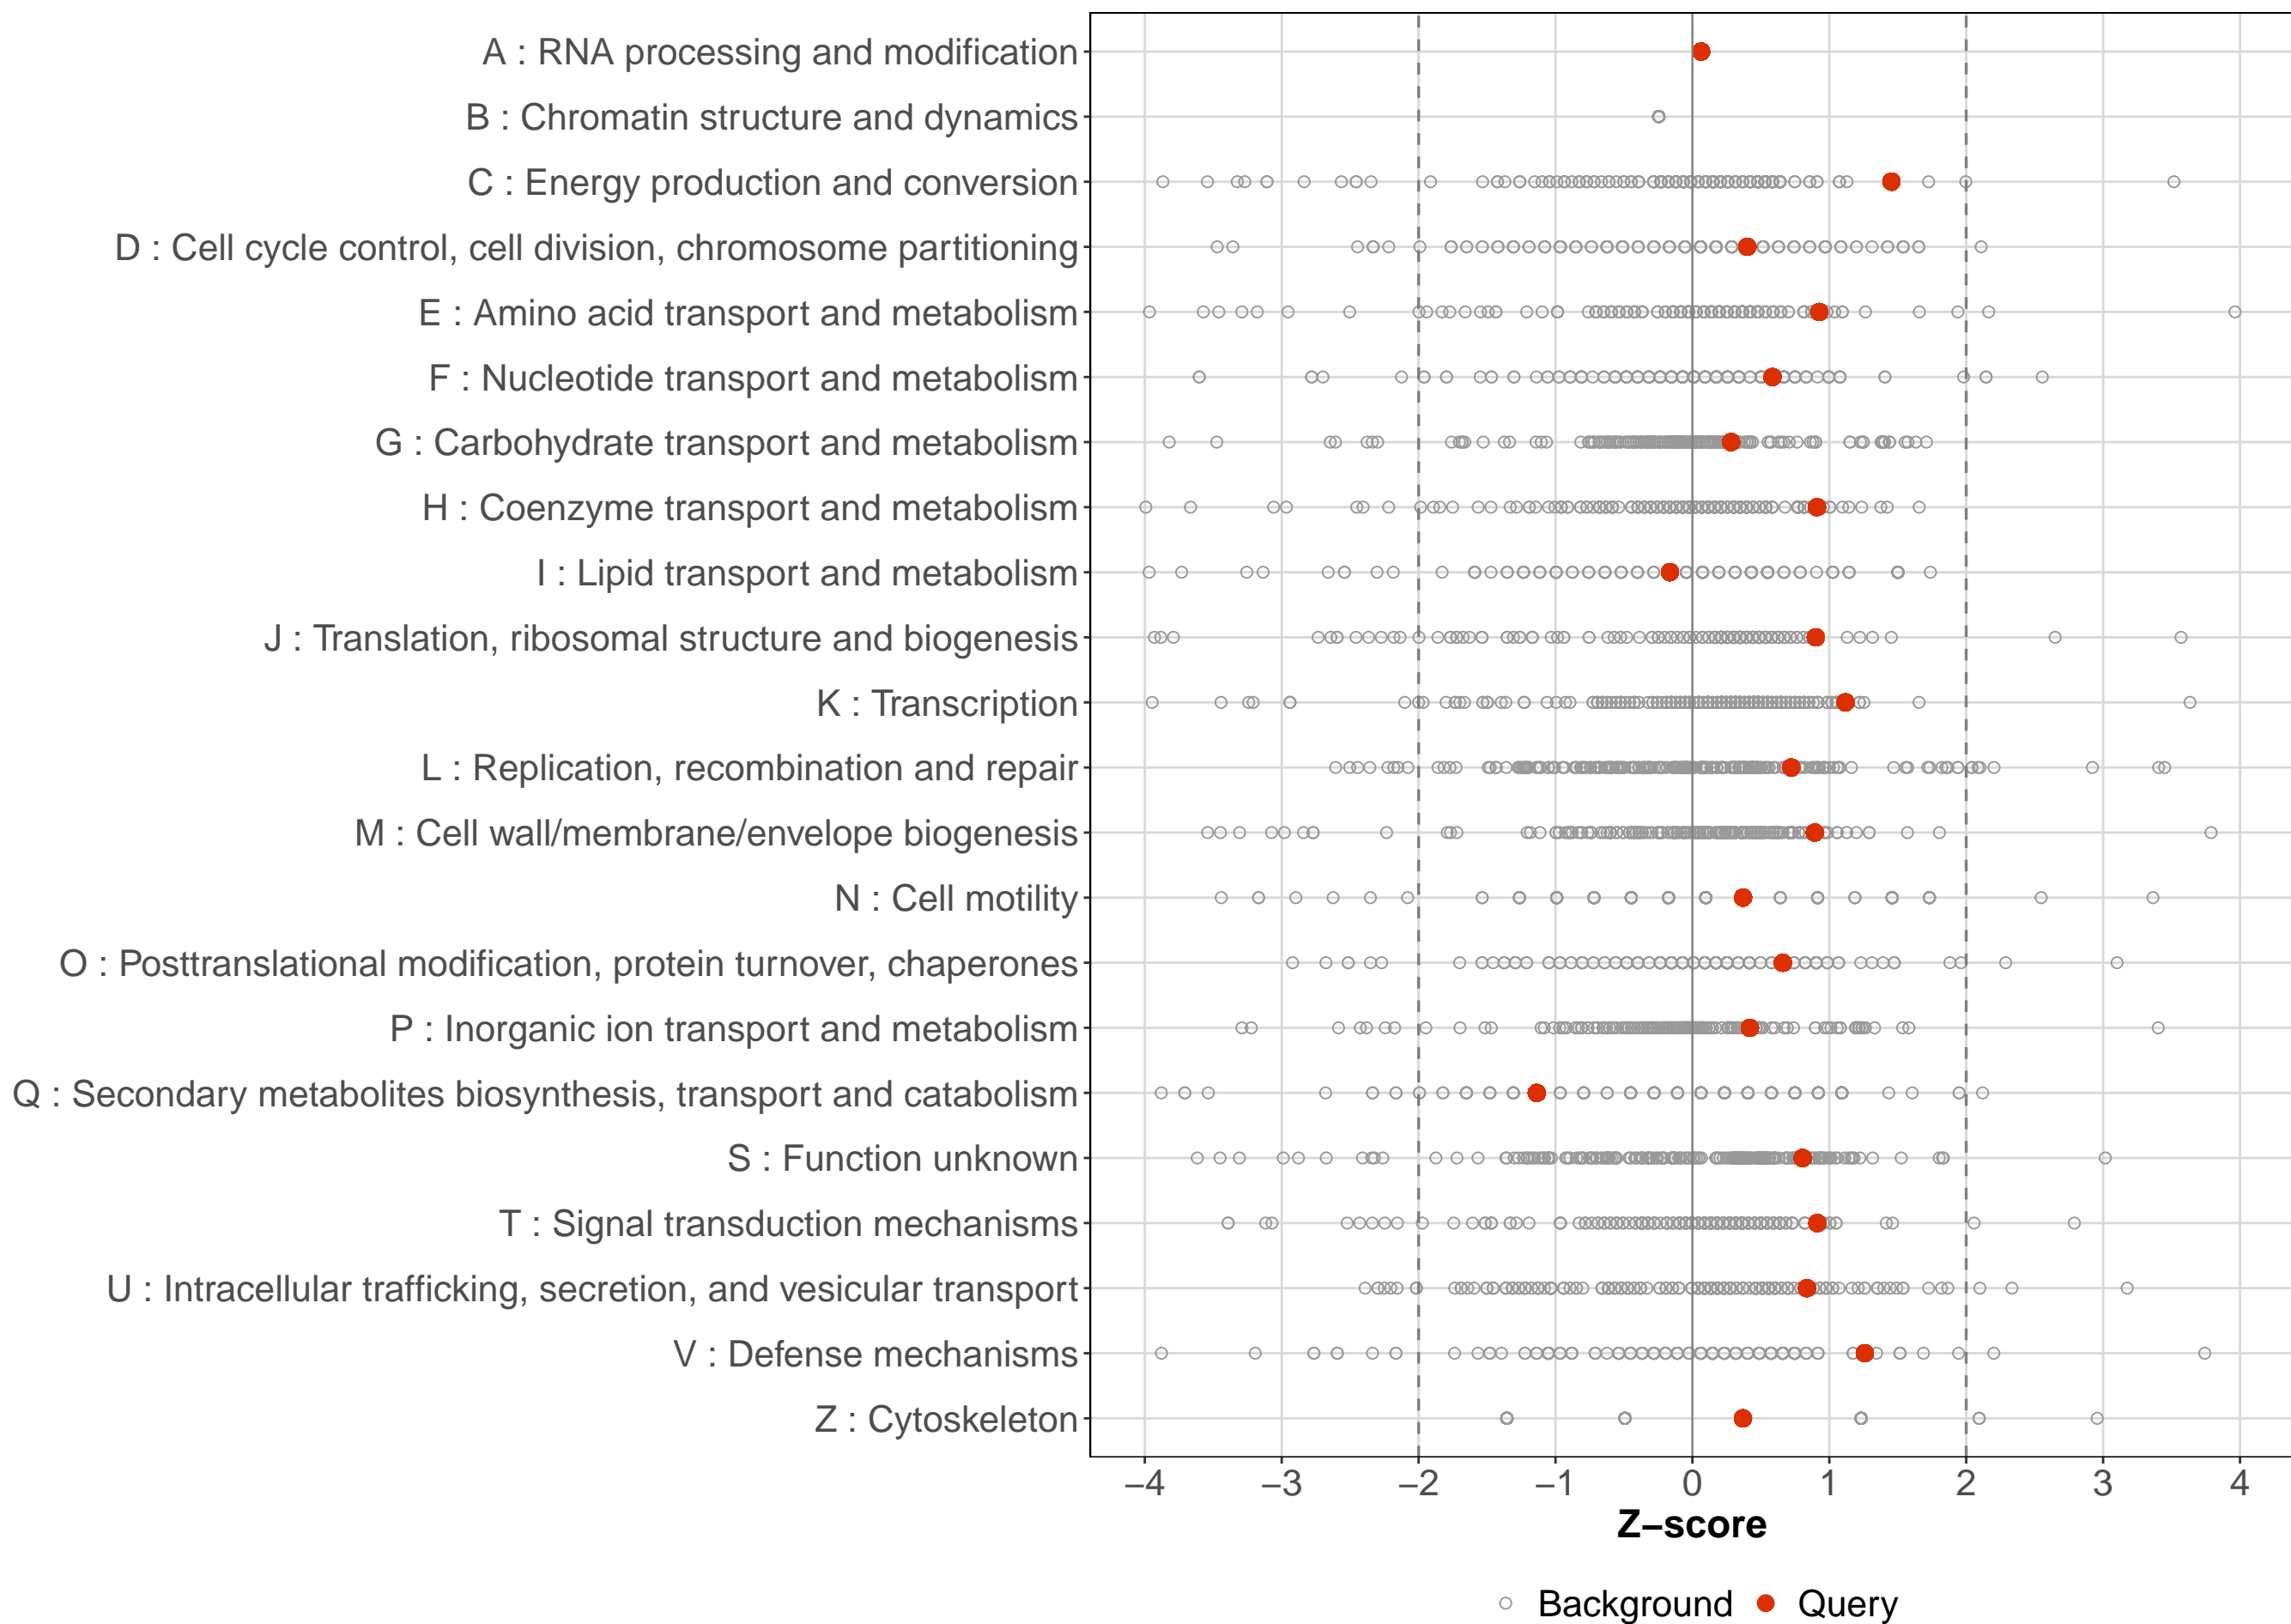 A : RNA processing and modification
B : Chromatin structure and dynamics
C : Energy production and conversion
D : Cell cycle control, cell division, chromosome partitioning
E : Amino acid transport and metabolism
F : Nucleotide transport and metabolism
G : Carbohydrate transport and metabolism
H : Coenzyme transport and metabolism
I : Lipid transport and metabolism
J : Translation, ribosomal structure and biogenesis
K : Transcription
L : Replication, recombination and repair
M : Cell wall/membrane/envelope biogenesis
N : Cell motility
O : Posttranslational modification, protein turnover, chaperones
P : Inorganic ion transport and metabolism
Q : Secondary metabolites biosynthesis, transport and catabolism
S : Function unknown
T : Signal transduction mechanisms
U : Intracellular trafficking, secretion, and vesicular transport
V : Defense mechanisms
Z : Cytoskeleton
−4 −3 −2 −1 0 1 2 3 4
Z−score
Background Query